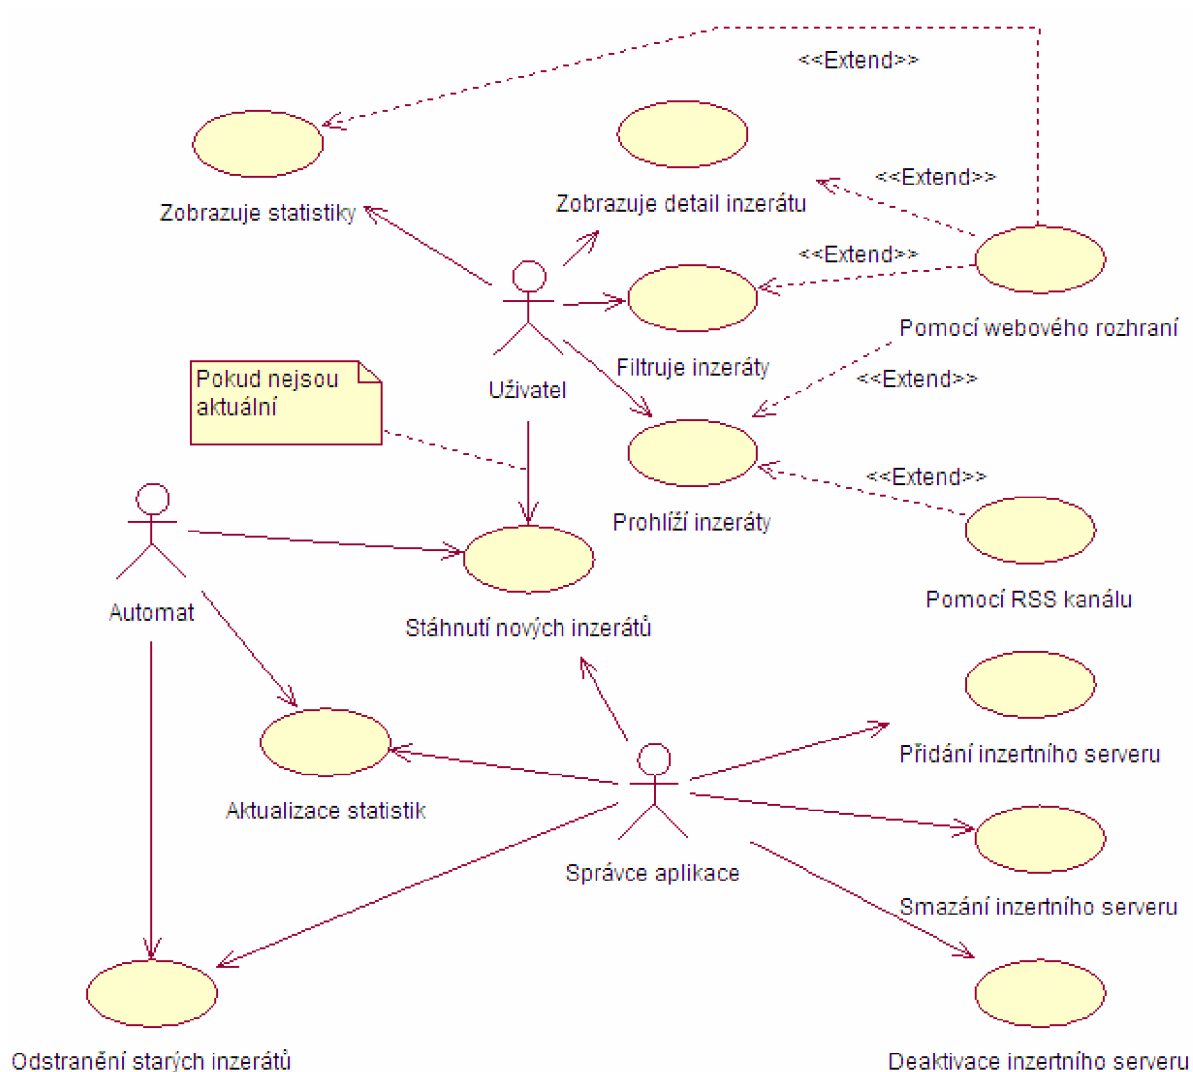 <<Extend>>
<<Extend>>
Zobrazuje statistiky
Zobrazuje detail inzerátu
<<Extend>>
Pomocí webového rozhraní
Filtruje inzeráty
<<Extend>>
Pokud nejsou
aktuální
Uživatel
<<Extend>>
Prohlíží inzeráty
Pomocí RSS kanálu
Automat
Stáhnutí nových inzerátů
Přidání inzertního serveru
Aktualizace statistik
Správce aplikace
Smazání inzertního serveru
Odstranění starých inzerátů
Deaktivace inzertního serveru